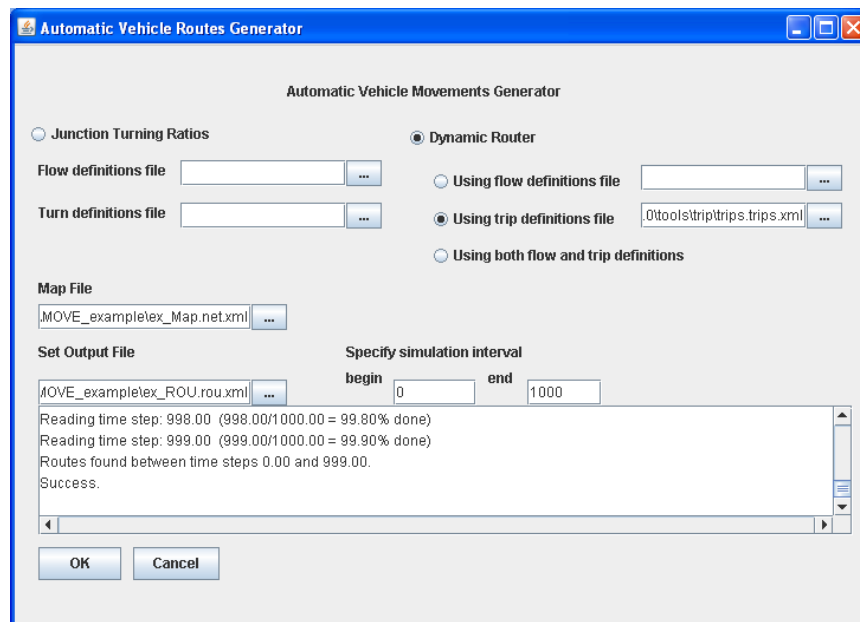 Automatic Vehicle Routes Generator
Automatic Vehicle Movements Generator
Junction Turning Ratios
Dynamic Router
Flow definitions file ...
Using flow definitions file ...
Turn definitions file ...
Using trip definitions file .0\tools\trip\trips.trips.xml ...
Using both flow and trip definitions
Map File
.MOVE_example\ex_Map.net.xml ...
Set Output File
Specify simulation interval
MOVE_example\ex_ROU.rou.xml ...
begin 0 end 1000
Reading time step: 998.00 (998.00/1000.00 = 99.80% done)
Reading time step: 999.00 (999.00/1000.00 = 99.90% done)
Routes found between time steps 0.00 and 999.00.
Success.
OK Cancel